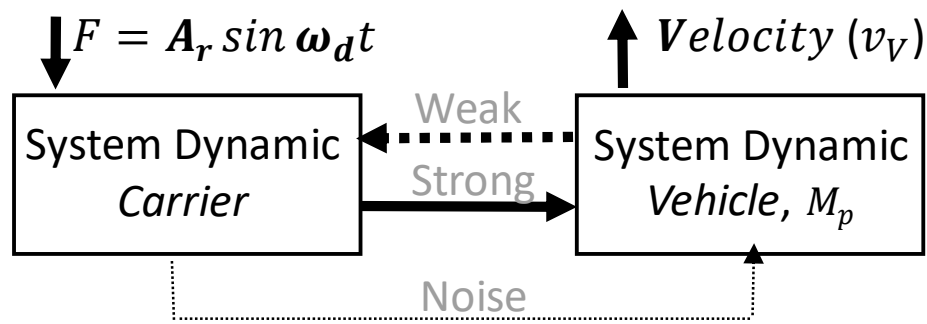 F = A_r sin ω_d t
Velocity (v_V)
System Dynamic
Carrier
Weak
Strong
System Dynamic
Vehicle, M_p
Noise